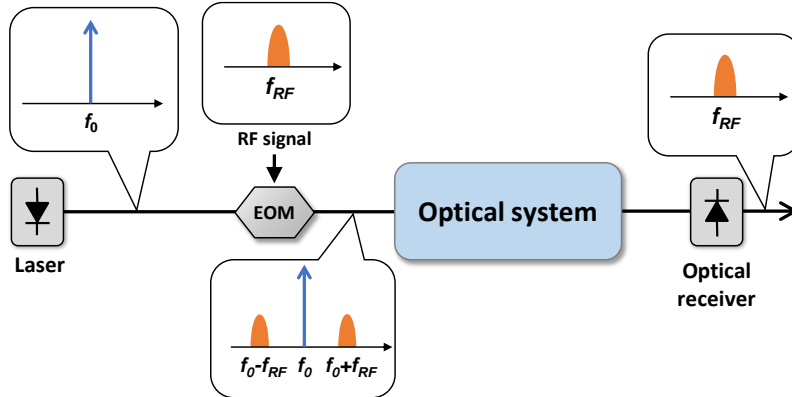 f0
fRF
RF signal
fRF
Laser
EOM
Optical system
Optical
receiver
f0-fRF f0 f0+fRF